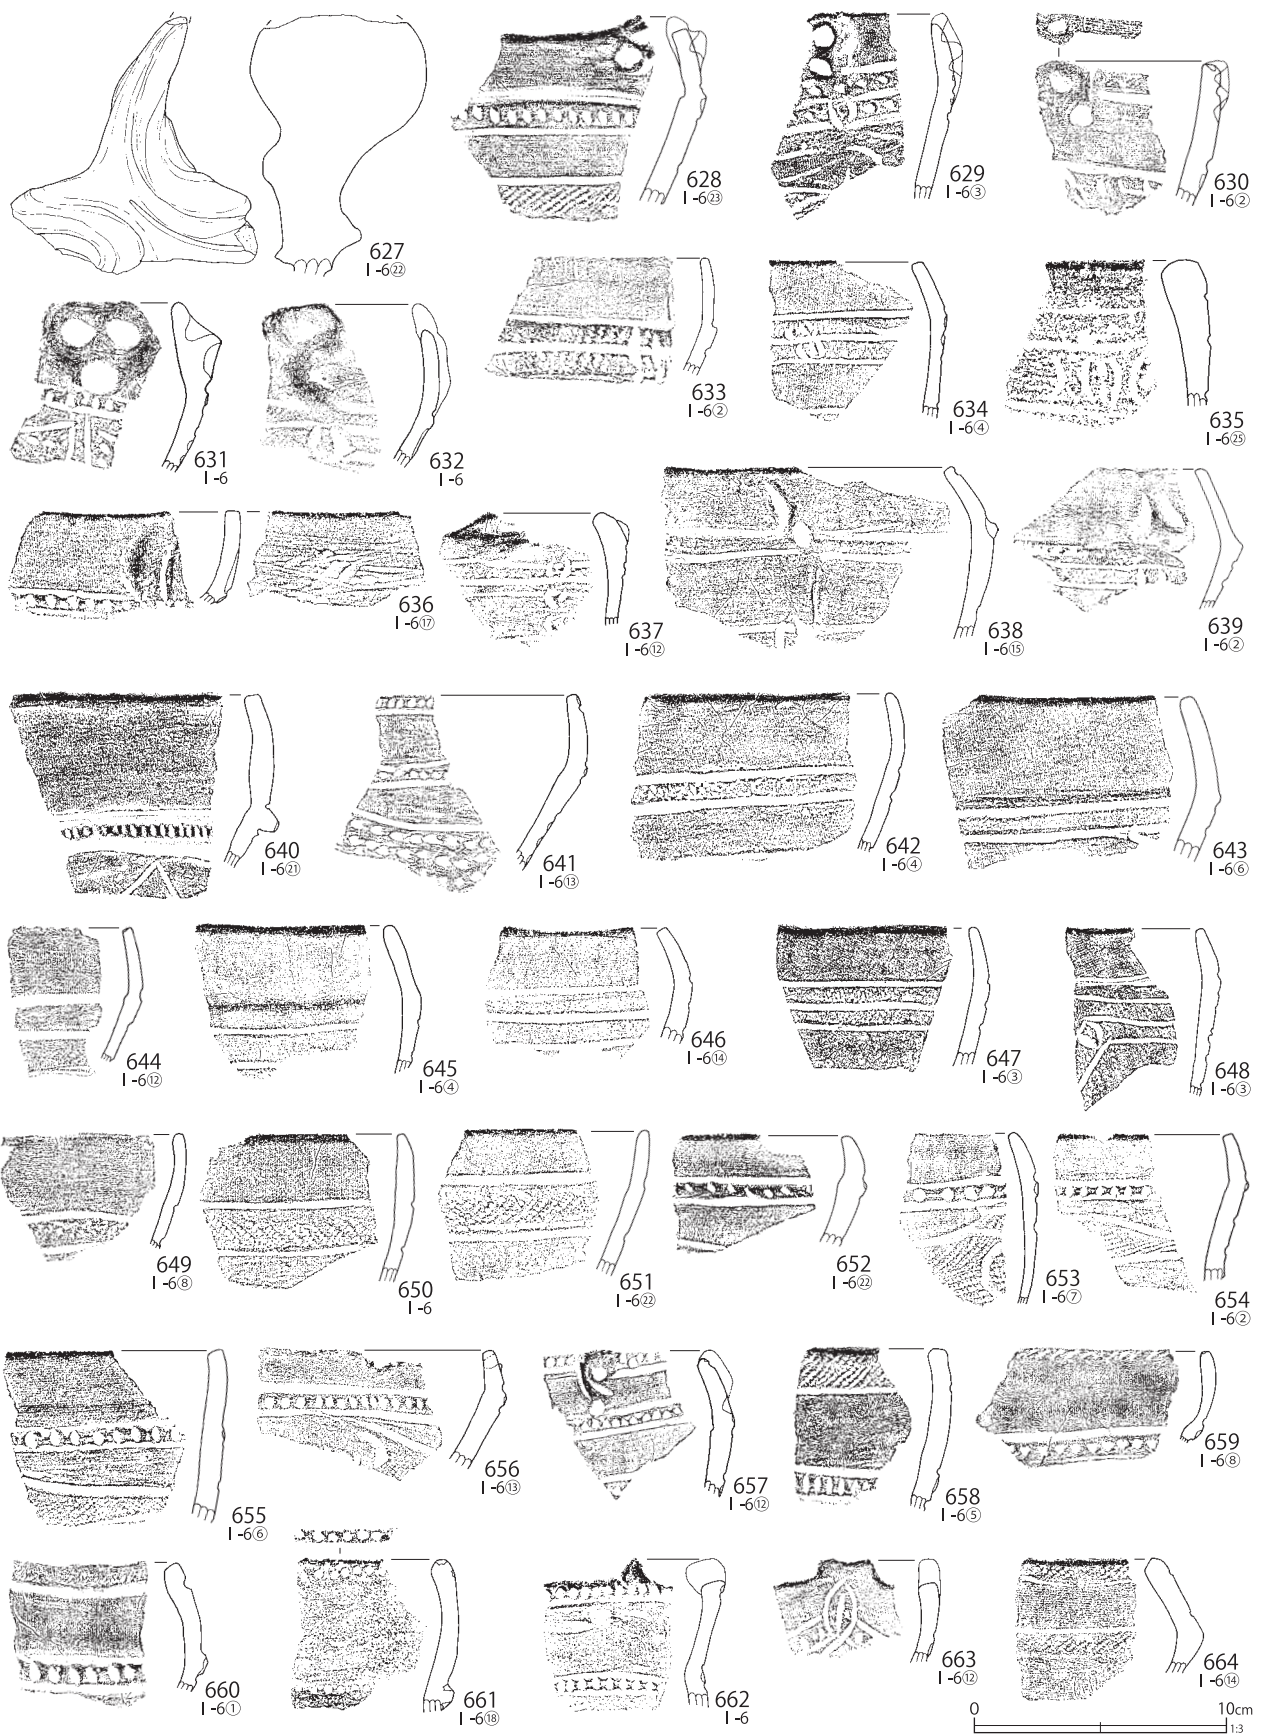 627
I -6㉒
628
I -6㉓
629
I -6③
630
I -6②
631
I -6
632
I -6
633
I -6②
634
I -6④
635
I -6㉕
636
I -6⑰
637
I -6⑫
638
I -6⑮
639
I -6②
640
I -6㉑
641
I -6⑬
642
I -6④
643
I -6⑥
644
I -6⑫
645
I -6④
646
I -6⑭
647
I -6③
648
I -6③
649
I -6⑧
650
I -6
651
I -6㉒
652
I -6㉒
653
I -6⑦
654
I -6②
655
I -6⑥
656
I -6⑬
657
I -6⑫
658
I -6⑤
659
I -6⑧
660
I -6①
661
I -6⑱
662
I -6
663
I -6⑫
664
I -6⑭
0 10cm
1:3